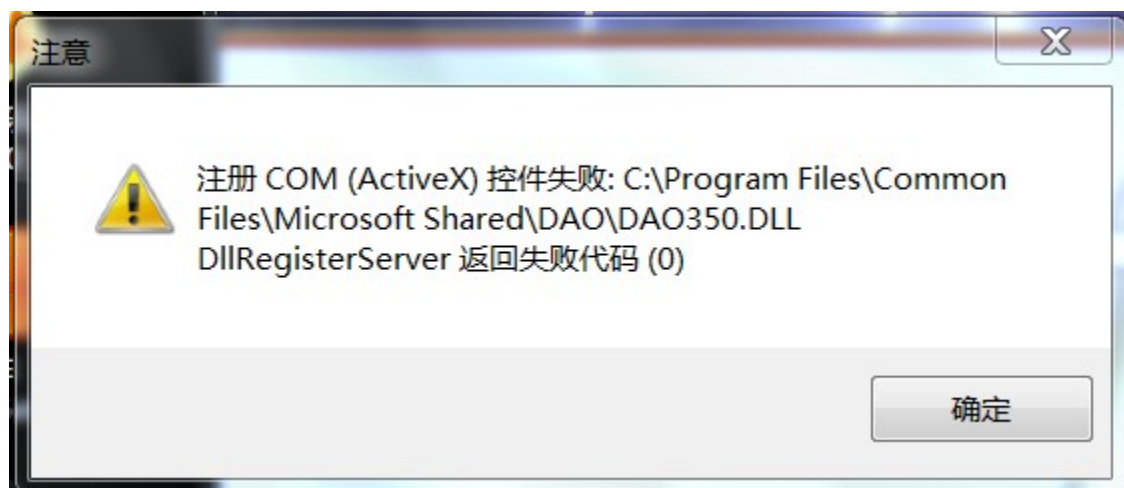 注意
注册 COM (ActiveX) 控件失败: C:\Program Files\Common
Files\Microsoft Shared\DAO\DAO350.DLL
DllRegisterServer 返回失败代码 (0)
确定